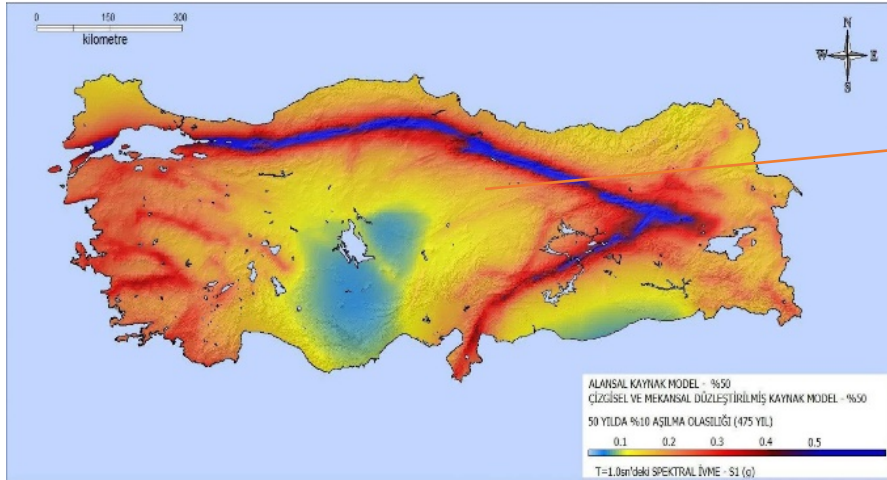 0 150 300
kilometre
N
W E
S
ALANSAL KAYNAK MODEL - %50
ÇİZGİSEL VE MEKANSAL DÜZLEŞTİRİLMİŞ KAYNAK MODEL - %50
50 YILDA %10 AŞILMA OLASILIĞI (475 YIL)
0.1 0.2 0.3 0.4 0.5
T=1.0sn'deki SPEKTRAL İVME - S1 (g)